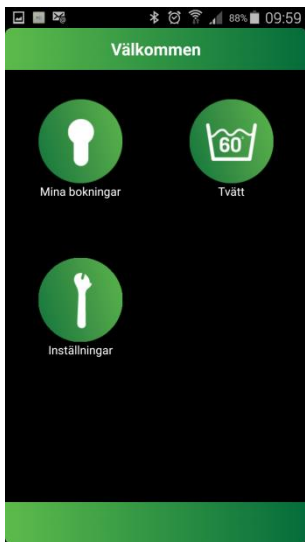 88% 09:59
Välkommen
60°
Mina bokningar
Tvätt
Inställningar